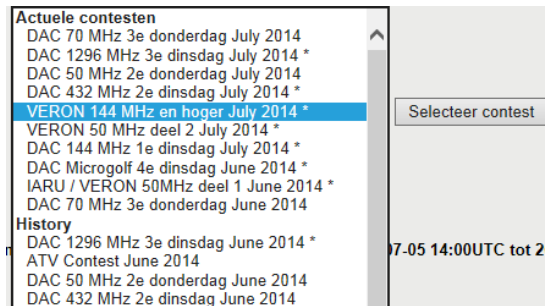 Actuele contesten
DAC 70 MHz 3e donderdag July 2014
DAC 1296 MHz 3e dinsdag July 2014 *
DAC 50 MHz 2e donderdag July 2014
DAC 432 MHz 2e dinsdag July 2014 *
VERON 144 MHz en hoger July 2014 *
Selecteer contest
VERON 50 MHz deel 2 July 2014 *
DAC 144 MHz 1e dinsdag July 2014 *
DAC Microgolf 4e dinsdag June 2014 *
IARU / VERON 50MHz deel 1 June 2014 *
DAC 70 MHz 3e donderdag June 2014
History
DAC 1296 MHz 3e dinsdag June 2014 *
07-05 14:00UTC tot 2
ATV Contest June 2014
DAC 50 MHz 2e donderdag June 2014
DAC 432 MHz 2e dinsdag June 2014